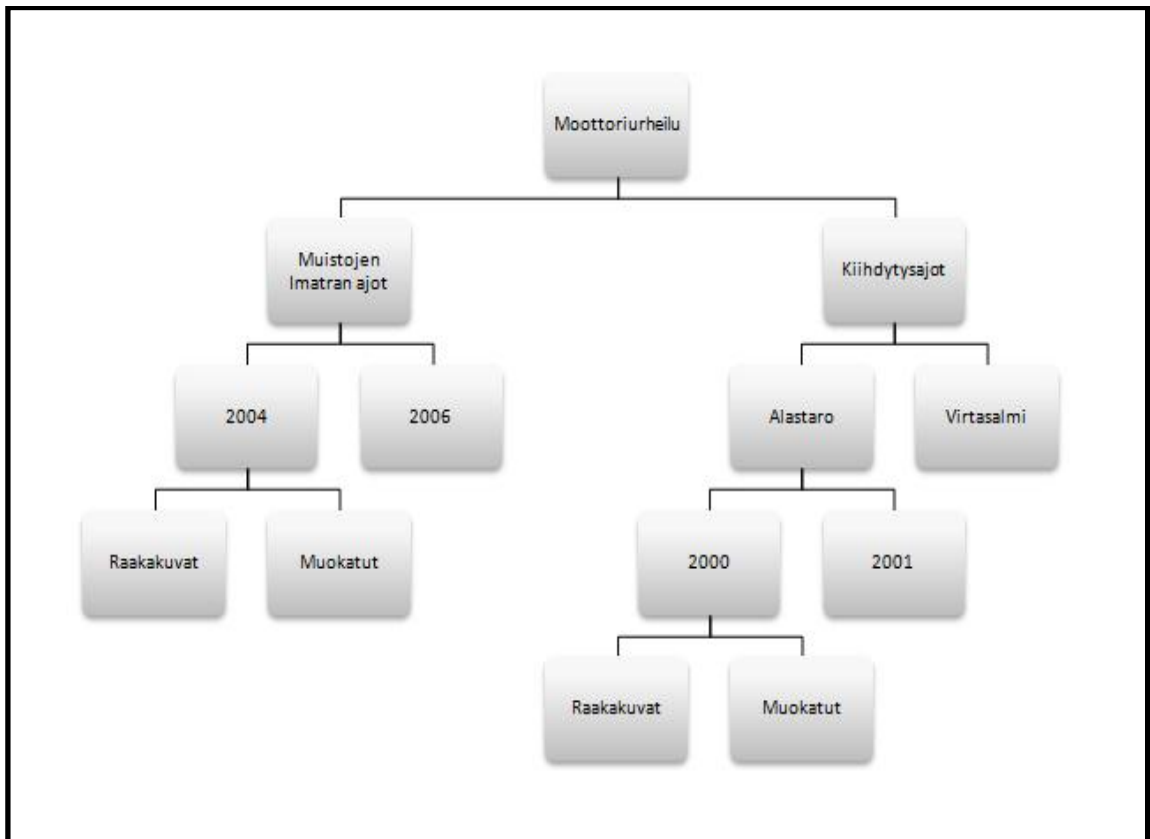 Moottoriurheilu
Muistojen
Imatran ajot
Kiihdytysajot
2004
2006
Alastaro
Virtasalmi
Raakakuvat
Muokatut
2000
2001
Raakakuvat
Muokatut